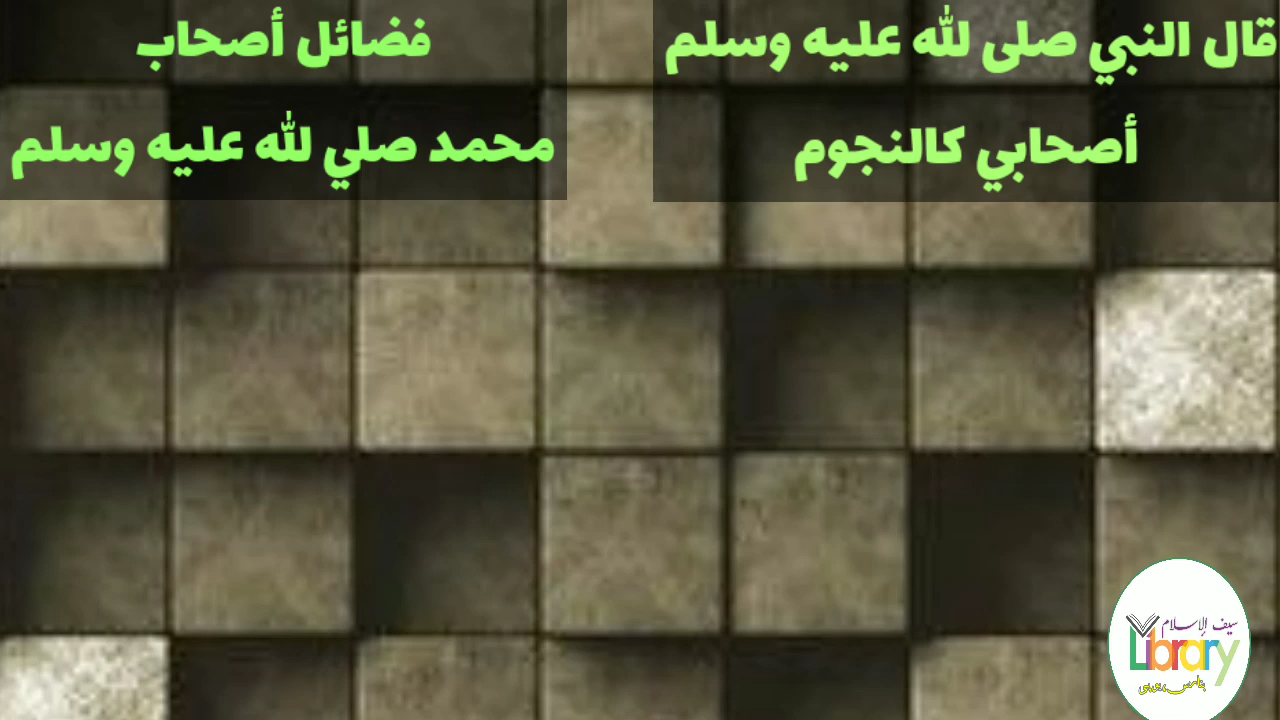 قال النبي صلى لله عليه وسلم
أصحابي كالنجوم
فضائل أصحاب
محمد صلي لله عليه وسلم
سيف الإسلام
Library